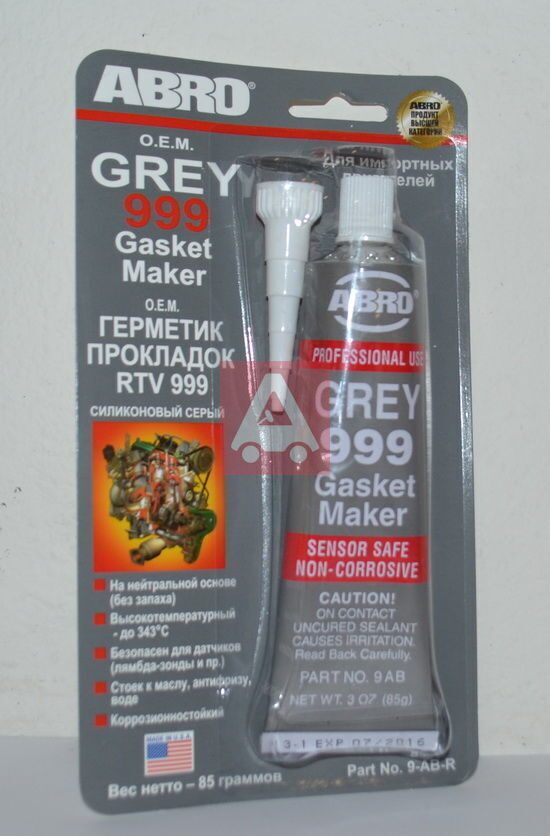 ABRO®
ABRO
ПРОДУКТ
ВЫСШЕЙ
КАТЕГОРИИ
O.E.M.
GREY
999
Gasket
Maker
Для импортных
двигателей
O.E.M.
ГЕРМЕТИК
ПРОКЛАДОК
RTV 999
СИЛИКОНОВЫЙ СЕРЫЙ
На нейтральной основе
(без запаха)
Высокотемпературный
- до 343°С
Безопасен для датчиков
(лямбда-зонды и пр.)
Стоек к маслу, антифризу,
воде
Коррозионностойкий
MADE IN U.S.A.
Вес нетто – 85 граммов
ABRO
PROFESSIONAL USE
GREY
999
Gasket
Maker
SENSOR SAFE
NON-CORROSIVE
CAUTION!
ON CONTACT
UNCURED SEALANT
CAUSES IRRITATION.
Read Back Carefully.
PART NO. 9 AB
NET WT. 3 OZ (85g)
EXP 07/2016
Part No. 9-AB-R